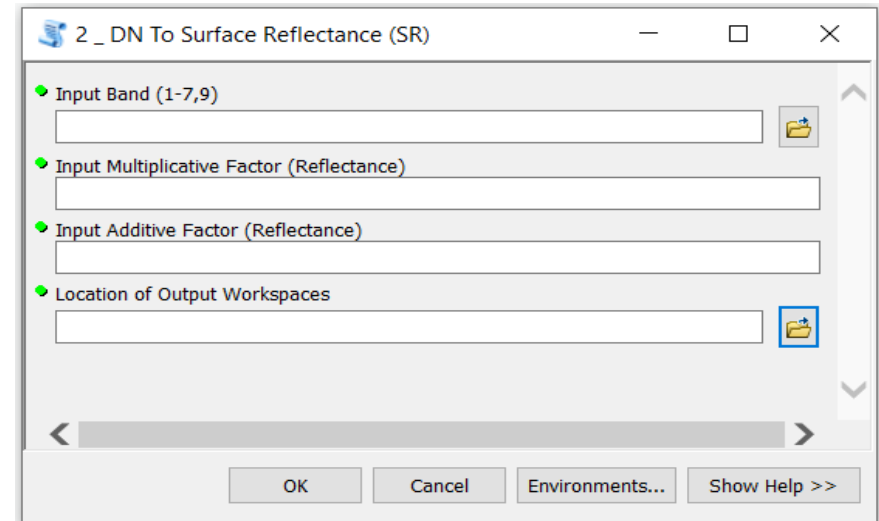 2 _ DN To Surface Reflectance (SR)
Input Band (1-7,9)
Input Multiplicative Factor (Reflectance)
Input Additive Factor (Reflectance)
Location of Output Workspaces
OK Cancel Environments... Show Help >>